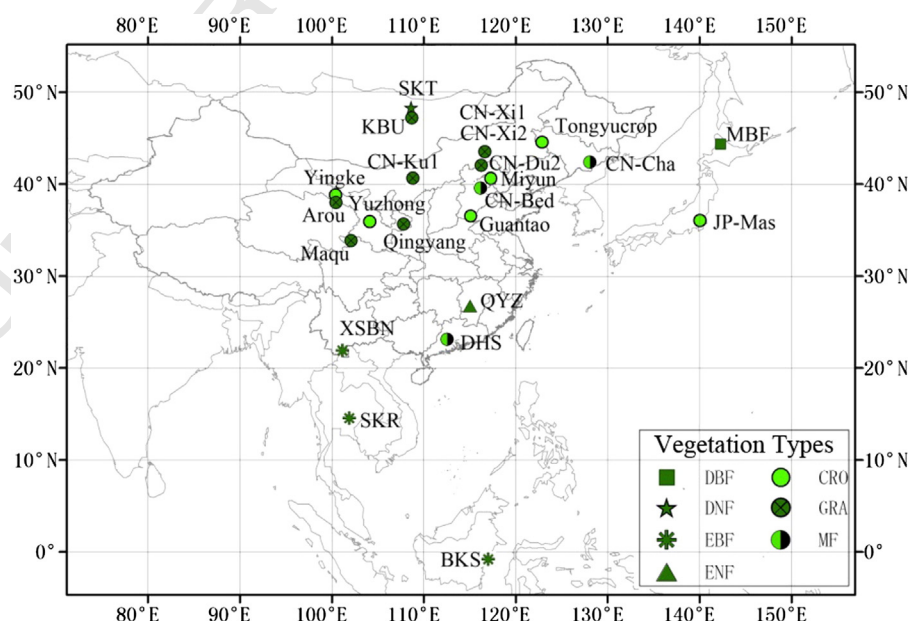 80°E 90°E 100°E 110°E 120°E 130°E 140°E 150°E
50°N 50°N
SKT
CN-Xi1
KBU
CN-Xi2
Tongyucrop
MBF
CN-Ku1
CN-Du2
CN-Cha
40°N 40°N
Yingke
Miyun
Arou
Yuzhong
CN-Bed
JP-Mas
Qingyang
Guantao
Maqu
30°N 30°N
QYZ
XSBN
DHS
20°N 20°N
SKR
10°N 10°N
Vegetation Types
DBF CRO
DNF GRA
EBF MF
ENF
0° 0°
BKS
80°E 90°E 100°E 110°E 120°E 130°E 140°E 150°E